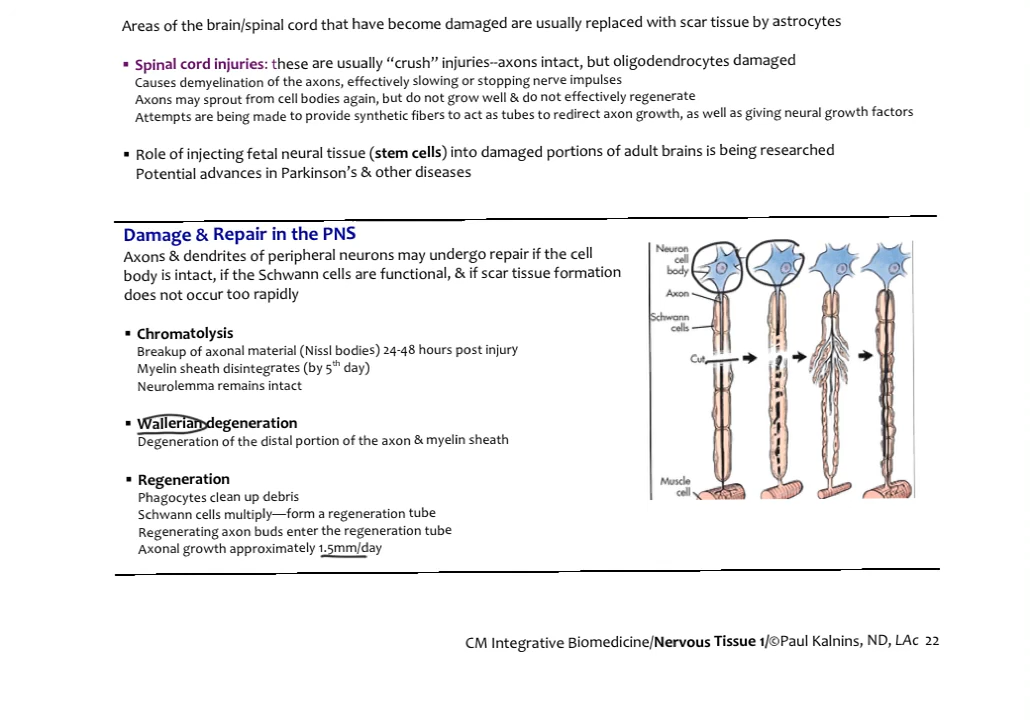 Areas of the brain/spinal cord that have become damaged are usually replaced with scar tissue by astrocytes
▪ Spinal cord injuries: these are usually "crush" injuries--axons intact, but oligodendrocytes damaged
Causes demyelination of the axons, effectively slowing or stopping nerve impulses
Axons may sprout from cell bodies again, but do not grow well & do not effectively regenerate
Attempts are being made to provide synthetic fibers to act as tubes to redirect axon growth, as well as giving neural growth factors
▪ Role of injecting fetal neural tissue (stem cells) into damaged portions of adult brains is being researched
Potential advances in Parkinson's & other diseases
Damage & Repair in the PNS
Axons & dendrites of peripheral neurons may undergo repair if the cell
body is intact, if the Schwann cells are functional, & if scar tissue formation
does not occur too rapidly
▪ Chromatolysis
Breakup of axonal material (Nissl bodies) 24-48 hours post injury
Myelin sheath disintegrates (by 5th day)
Neurolemma remains intact
▪ Wallerian degeneration
Degeneration of the distal portion of the axon & myelin sheath
▪ Regeneration
Phagocytes clean up debris
Schwann cells multiply—form a regeneration tube
Regenerating axon buds enter the regeneration tube
Axonal growth approximately 1.5mm/day
Neuron
cell
body
Axon
Schwann
cells
Cut
Muscle
cell
CM Integrative Biomedicine/Nervous Tissue 1/©Paul Kalnins, ND, LAc 22